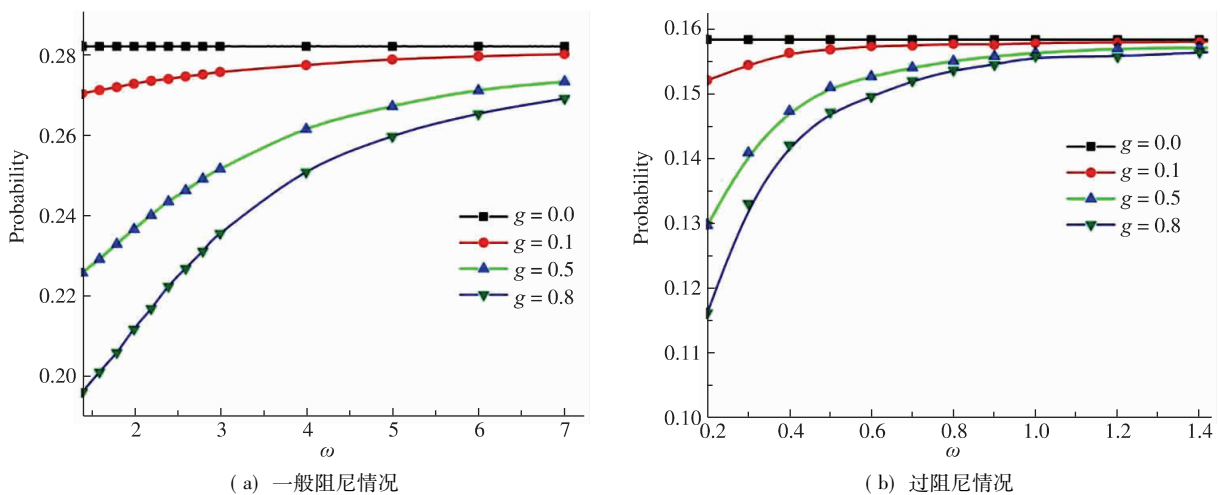 Probability
0.28
0.26
0.24
0.22
0.20
2 3 4 5 6 7
ω
g = 0.0
g = 0.1
g = 0.5
g = 0.8
(a) 一般阻尼情况
Probability
0.16
0.15
0.14
0.13
0.12
0.11
0.10
0.2 0.4 0.6 0.8 1.0 1.2 1.4
ω
g = 0.0
g = 0.1
g = 0.5
g = 0.8
(b) 过阻尼情况